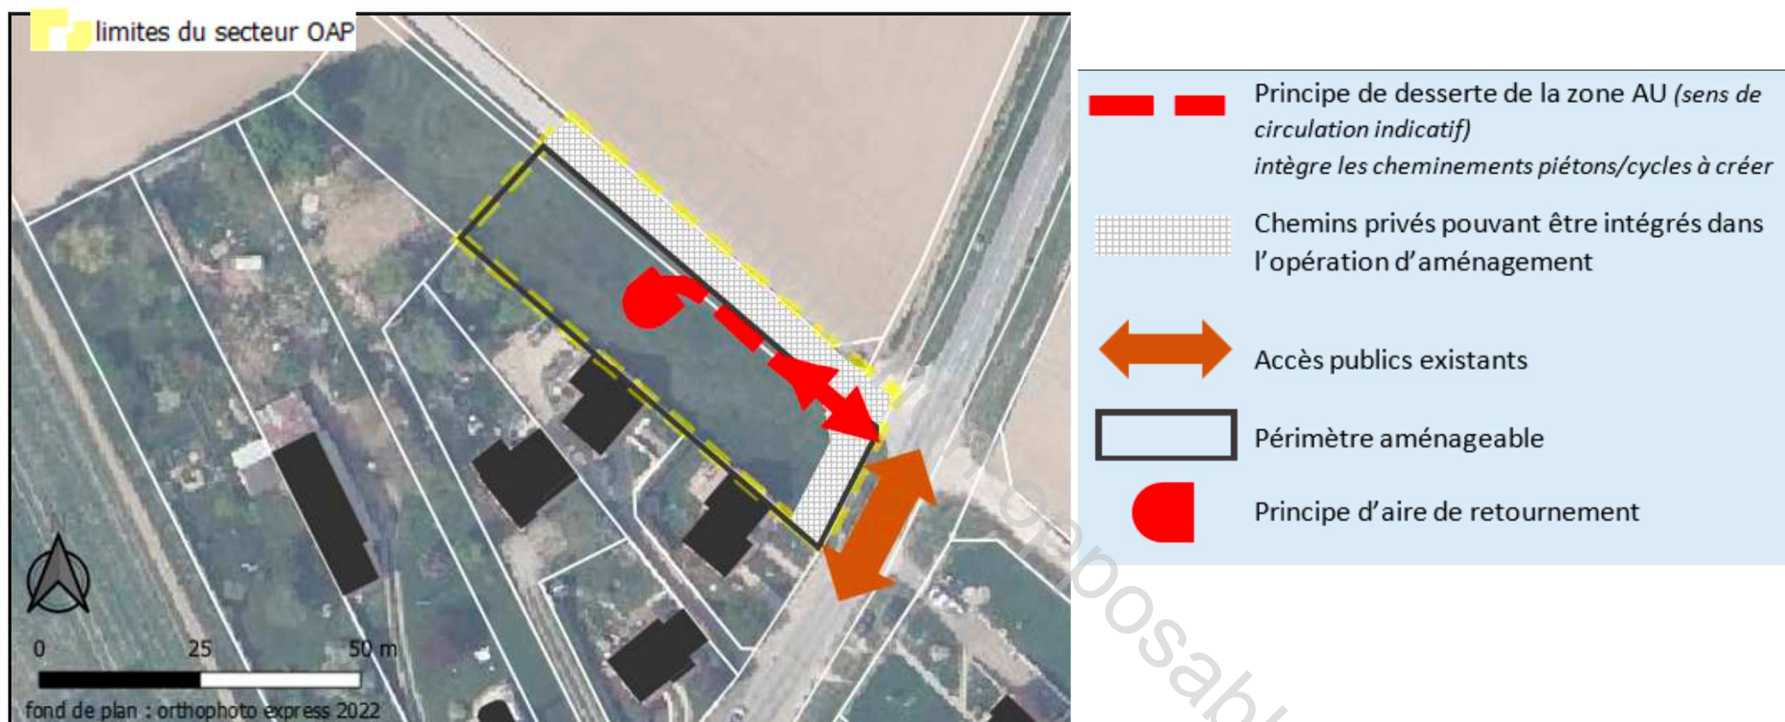 limites du secteur OAP
N
0 25 50 m
fond de plan : orthophoto express 2022
Principe de desserte de la zone AU (sens de
circulation indicatif)
intègre les cheminements piétons/cycles à créer
Chemins privés pouvant être intégrés dans
l'opération d'aménagement
Accès publics existants
Périmètre aménageable
Principe d'aire de retournement